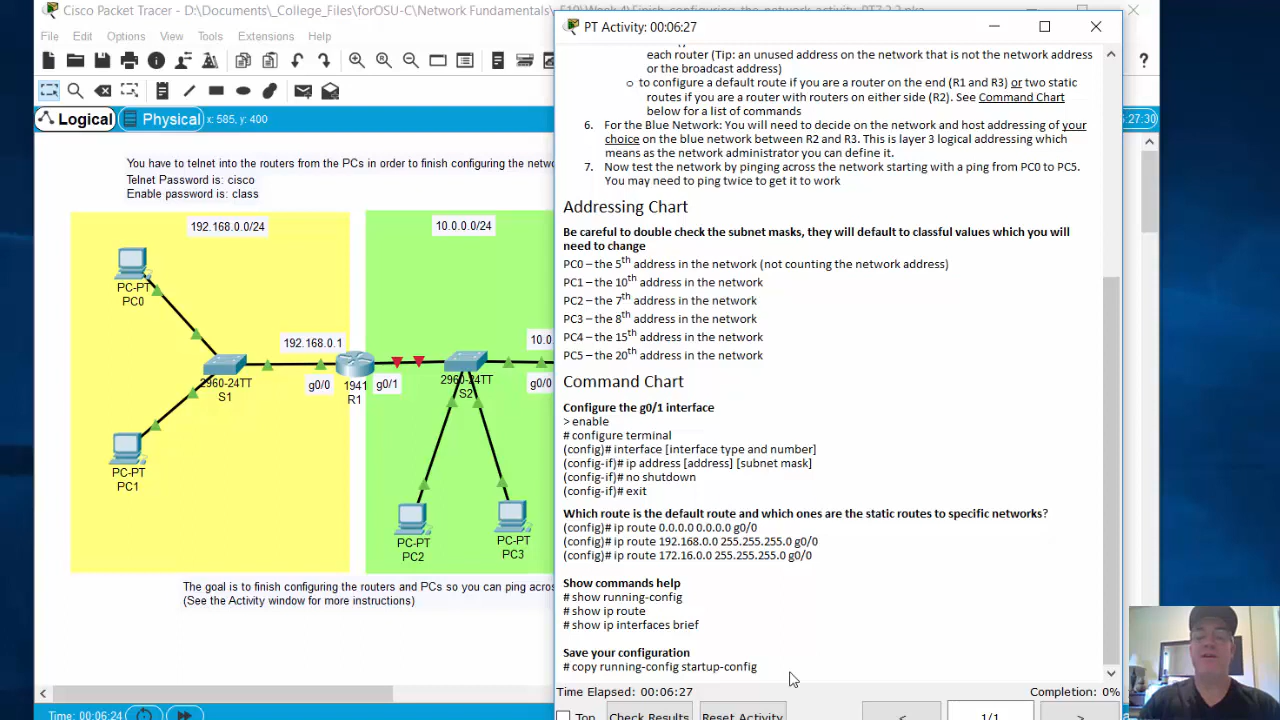 Cisco Packet Tracer - D:\Documents\_College_Files\forOSU-C\Network Fundamentals\
File Edit Options View Tools Extensions Help
Logical Physical x: 585, y: 400
You have to telnet into the routers from the PCs in order to finish configuring the netwo
Telnet Password is: cisco
Enable password is: class
192.168.0.0/24
10.0.0.0/24
PC-PT
PC0
192.168.0.1
10.0
2960-24TT
S1
g0/0
1941
R1
g0/1
2960-24TT
S2
g0/0
PC-PT
PC1
PC-PT
PC2
PC-PT
PC3
The goal is to finish configuring the routers and PCs so you can ping acros
(See the Activity window for more instructions)
Time: 00:06:24
:27:30
PT Activity: 00:06:27
each router (Tip: an unused address on the network that is not the network address
or the broadcast address)
o to configure a default route if you are a router on the end (R1 and R3) or two static
routes if you are a router with routers on either side (R2). See Command Chart
below for a list of commands
6. For the Blue Network: You will need to decide on the network and host addressing of your
choice on the blue network between R2 and R3. This is layer 3 logical addressing which
means as the network administrator you can define it.
7. Now test the network by pinging across the network starting with a ping from PC0 to PC5.
You may need to ping twice to get it to work
Addressing Chart
Be careful to double check the subnet masks, they will default to classful values which you will
need to change
PC0 – the 5th address in the network (not counting the network address)
PC1 – the 10th address in the network
PC2 – the 7th address in the network
PC3 – the 8th address in the network
PC4 – the 15th address in the network
PC5 – the 20th address in the network
Command Chart
Configure the g0/1 interface
> enable
# configure terminal
(config)# interface [interface type and number]
(config-if)# ip address [address] [subnet mask]
(config-if)# no shutdown
(config-if)# exit
Which route is the default route and which ones are the static routes to specific networks?
(config)# ip route 0.0.0.0 0.0.0.0 g0/0
(config)# ip route 192.168.0.0 255.255.255.0 g0/0
(config)# ip route 172.16.0.0 255.255.255.0 g0/0
Show commands help
# show running-config
# show ip route
# show ip interfaces brief
Save your configuration
# copy running-config startup-config
Time Elapsed: 00:06:27 Completion: 0%
Top Check Results Reset Activity < 1/1 >